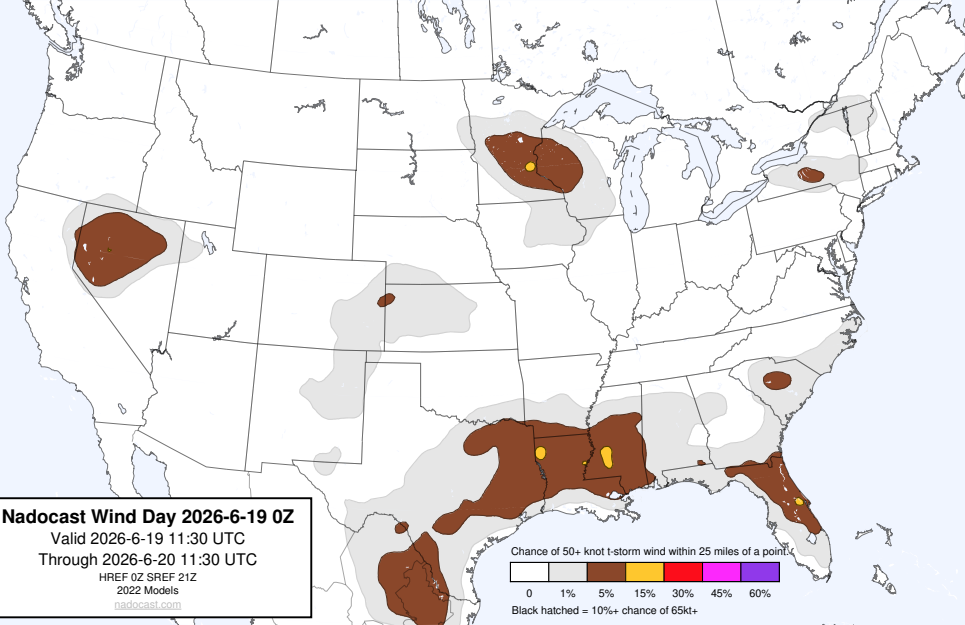 Nadocast Wind Day 2026-6-19 0Z
Valid 2026-6-19 11:30 UTC
Through 2026-6-20 11:30 UTC
HREF 0Z SREF 21Z
2022 Models
nadocast.com
Chance of 50+ knot t-storm wind within 25 miles of a point.
0 1% 5% 15% 30% 45% 60%
Black hatched = 10%+ chance of 65kt+